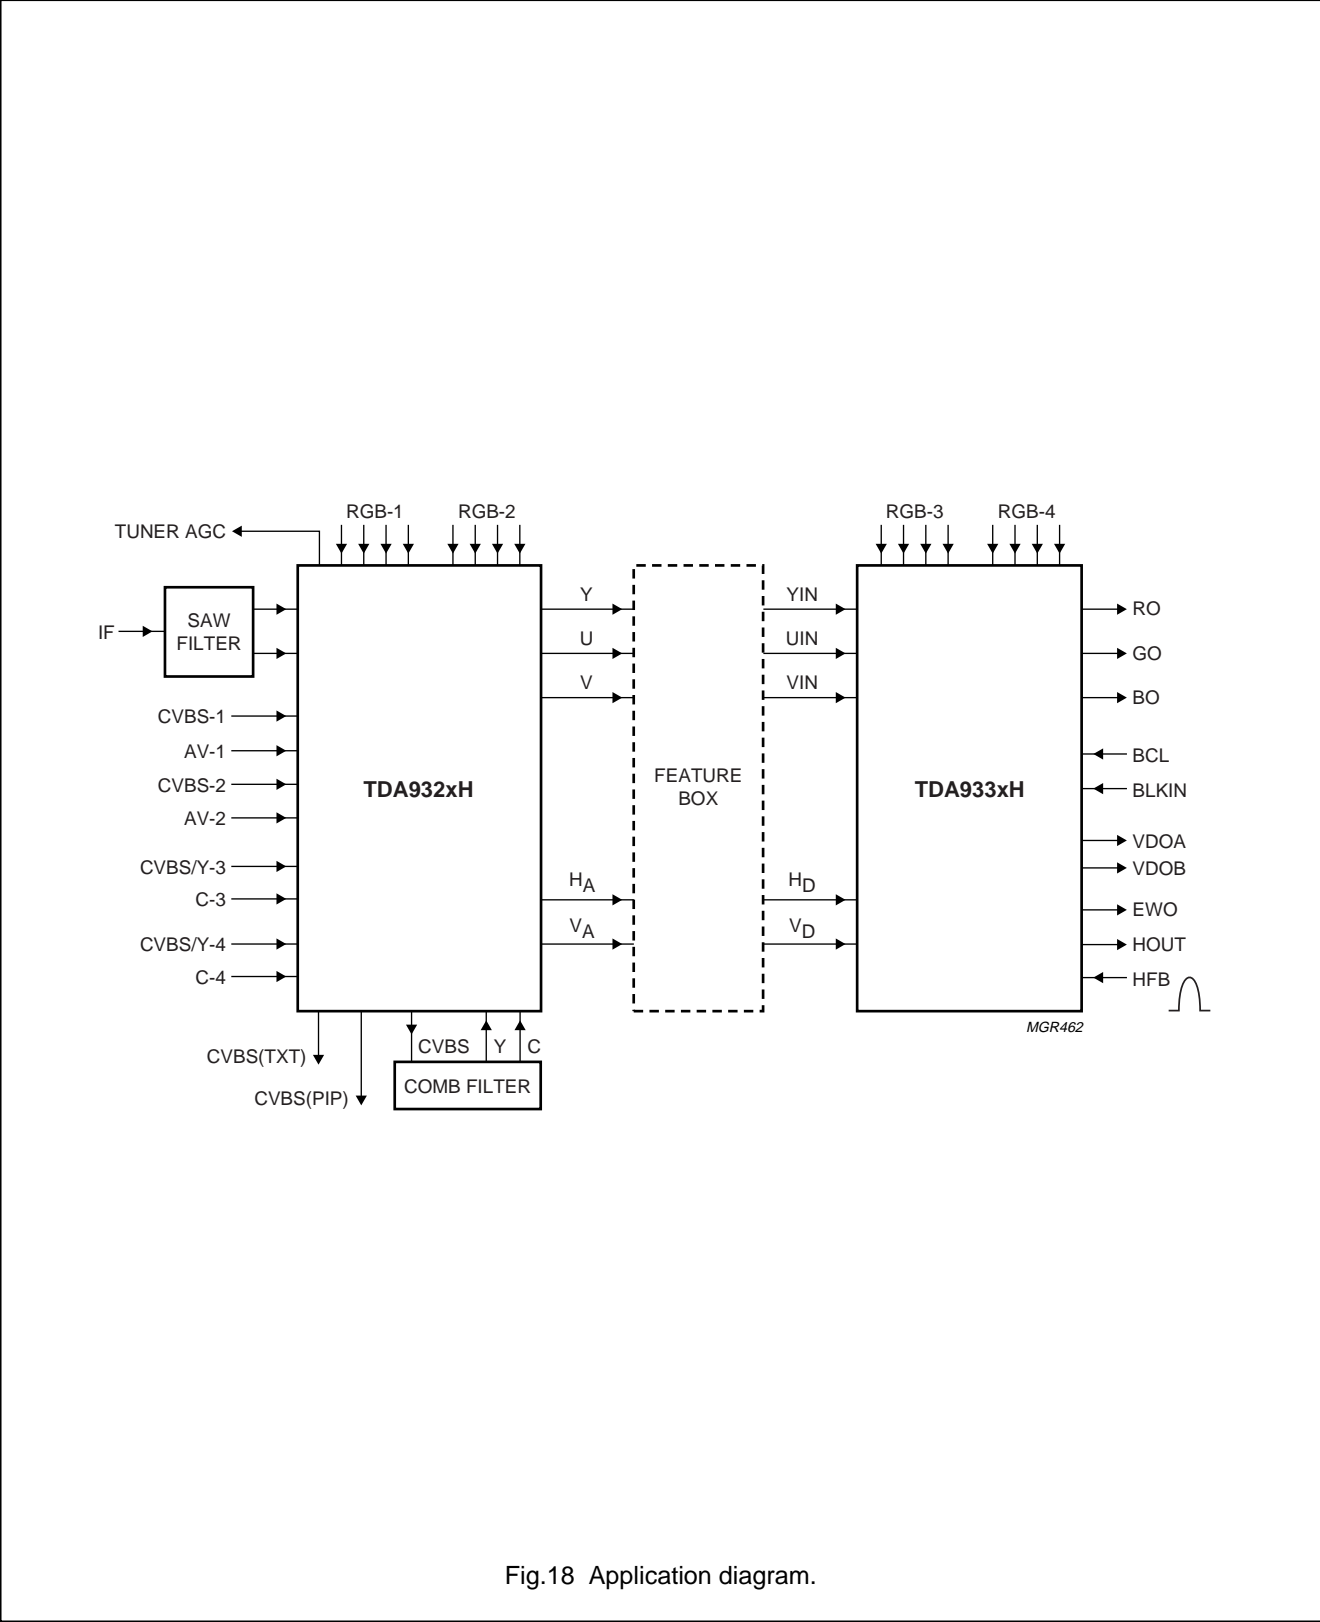 RGB-1
RGB-2
RGB-3
RGB-4
TUNER AGC
SAW
FILTER
IF
Y
U
V
YIN
UIN
VIN
RO
GO
BO
CVBS-1
AV-1
CVBS-2
AV-2
CVBS/Y-3
C-3
CVBS/Y-4
C-4
TDA932xH
FEATURE
BOX
TDA933xH
BCL
BLKIN
VDOA
VDOB
EWO
HOUT
HFB
HA
VA
HD
VD
MGR462
CVBS(TXT)
CVBS(PIP)
CVBS
Y
C
COMB FILTER
Fig.18 Application diagram.